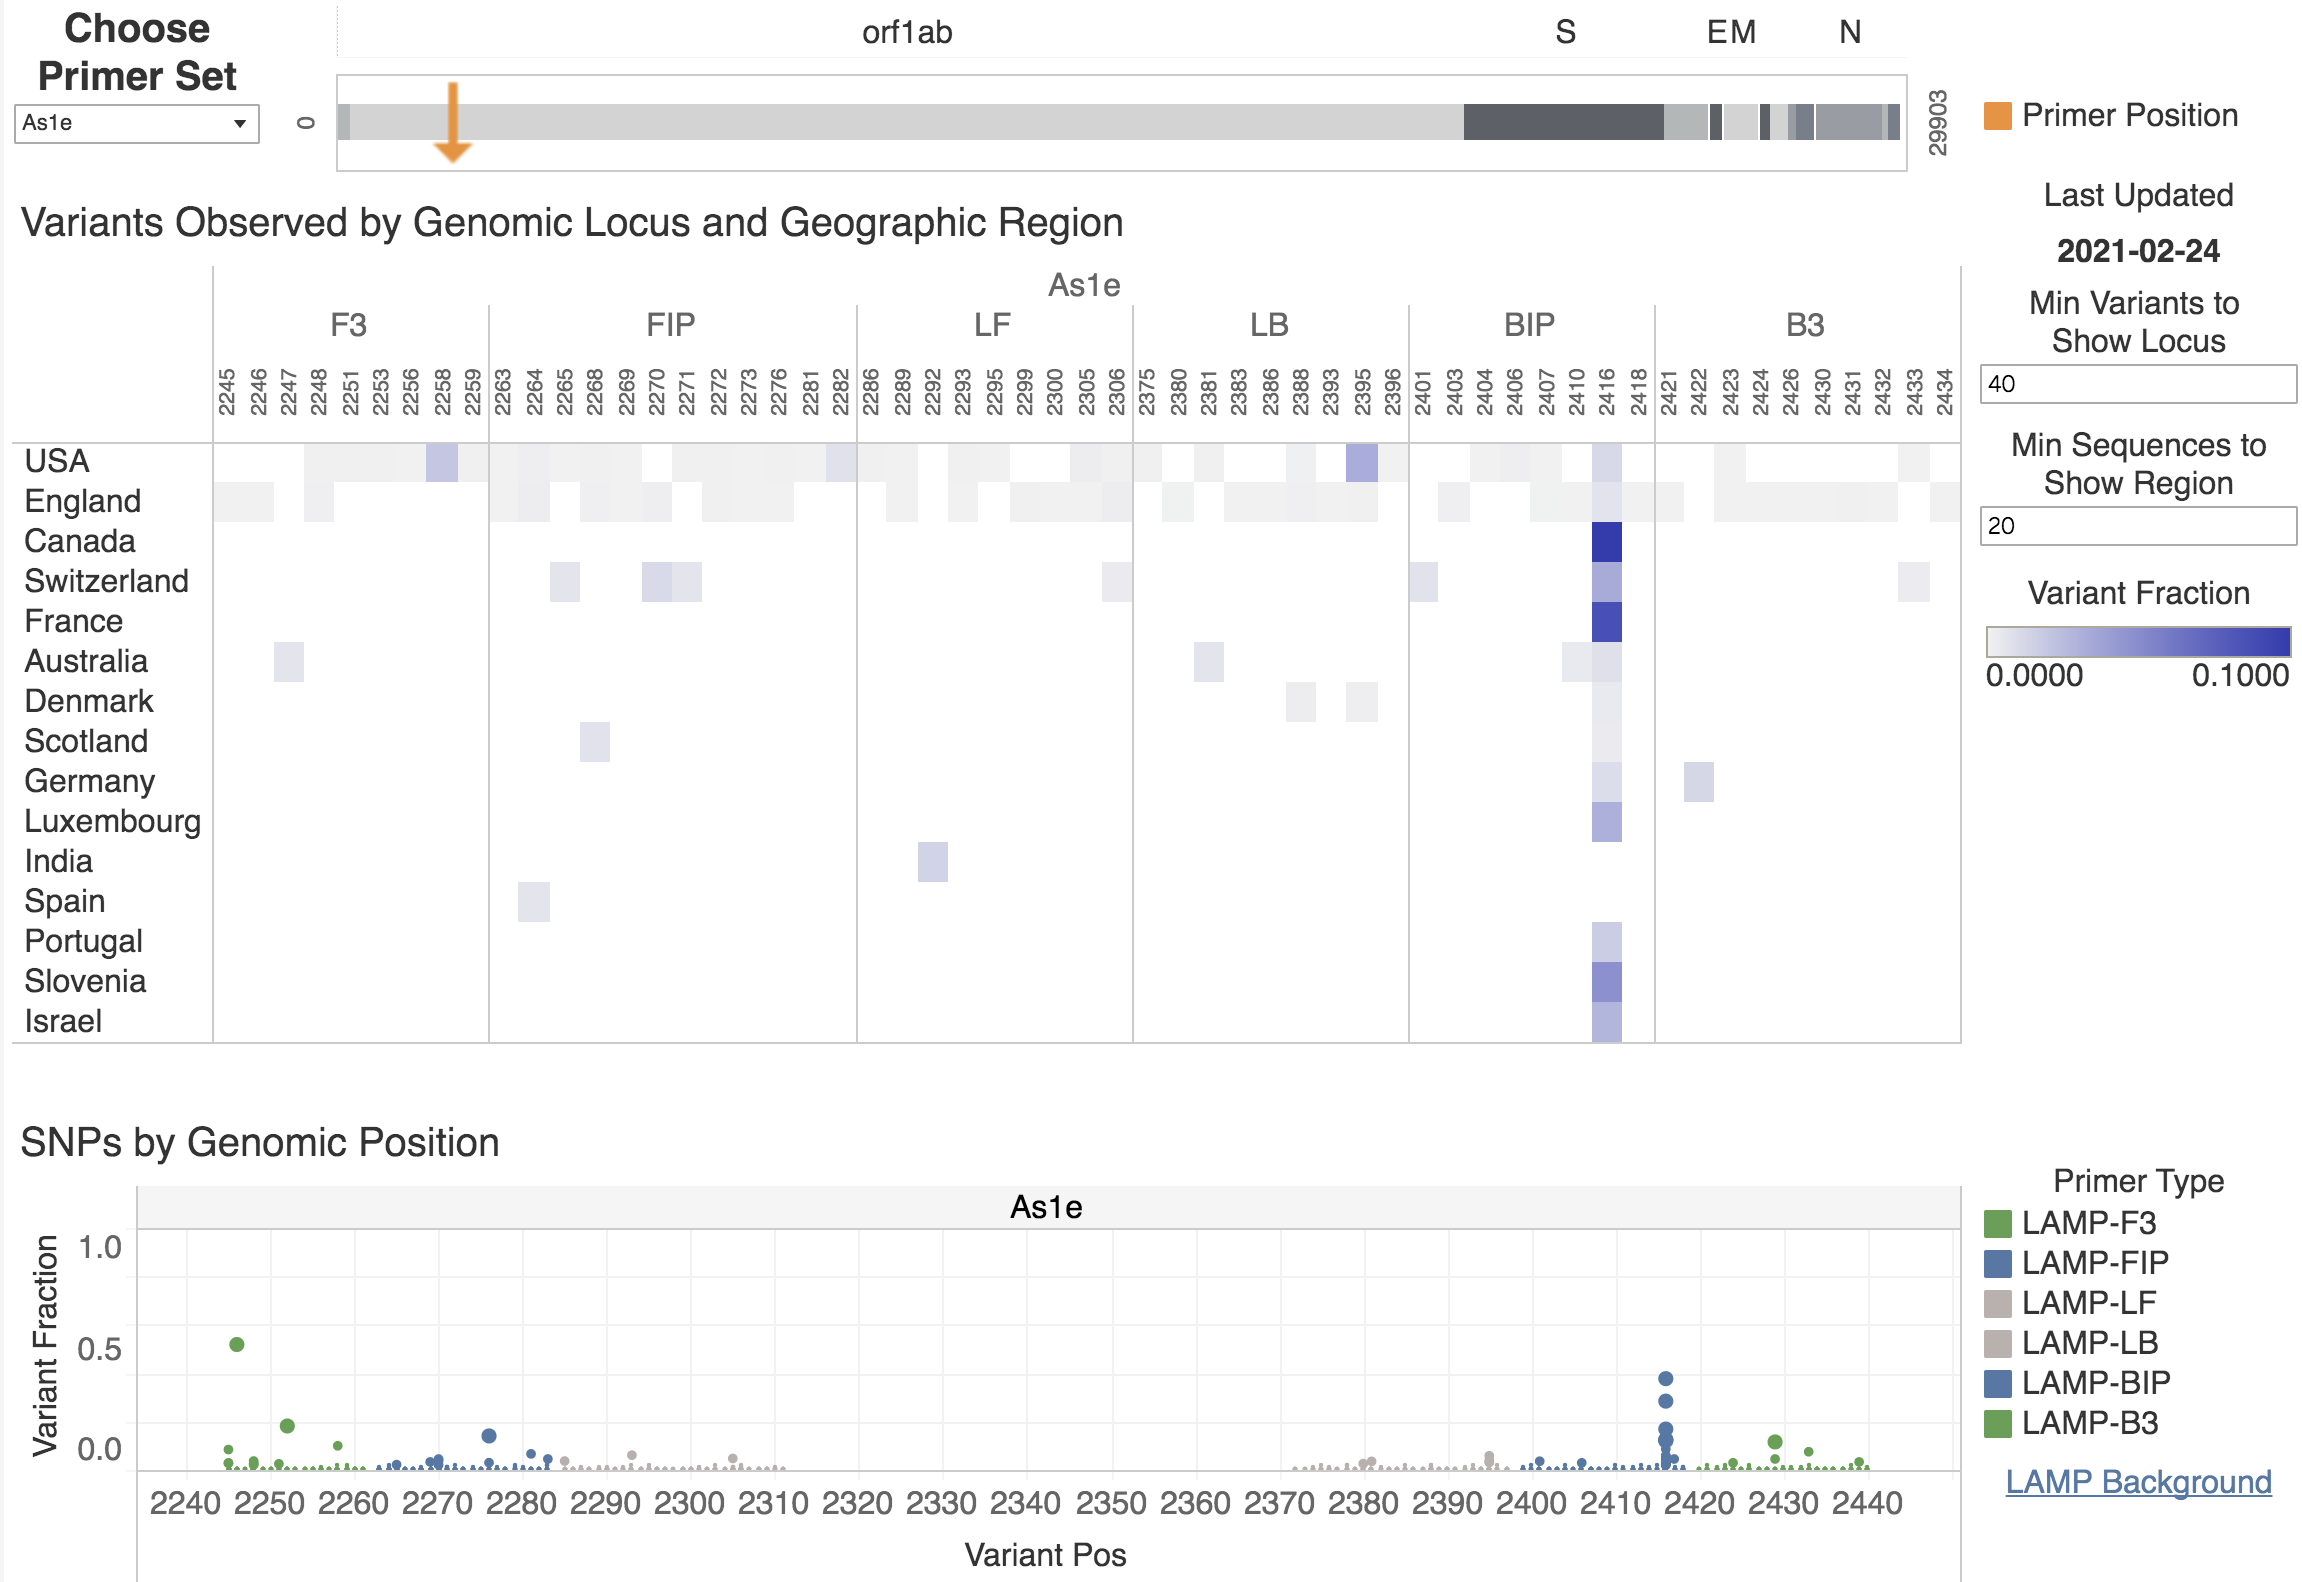 Choose
Primer Set
As1e
orf1ab
S
E M
N
0
29903
Primer Position
Last Updated
2021-02-24
Min Variants to
Show Locus
40
Min Sequences to
Show Region
20
Variant Fraction
0.0000 0.1000
Variants Observed by Genomic Locus and Geographic Region
As1e
F3 FIP LF LB BIP B3
2245 2246 2247 2248 2251 2253 2256 2258 2259 2263 2264 2265 2268 2269 2270 2271 2272 2273 2276 2281 2282 2286 2289 2292 2293 2295 2299 2300 2305 2306 2375 2380 2381 2383 2386 2388 2393 2395 2396 2401 2403 2404 2406 2407 2410 2416 2418 2421 2422 2423 2424 2426 2430 2431 2432 2433 2434
USA
England
Canada
Switzerland
France
Australia
Denmark
Scotland
Germany
Luxembourg
India
Spain
Portugal
Slovenia
Israel
SNPs by Genomic Position
As1e
Variant Fraction
1.0
0.5
0.0
2240 2250 2260 2270 2280 2290 2300 2310 2320 2330 2340 2350 2360 2370 2380 2390 2400 2410 2420 2430 2440
Variant Pos
Primer Type
LAMP-F3
LAMP-FIP
LAMP-LF
LAMP-LB
LAMP-BIP
LAMP-B3
LAMP Background